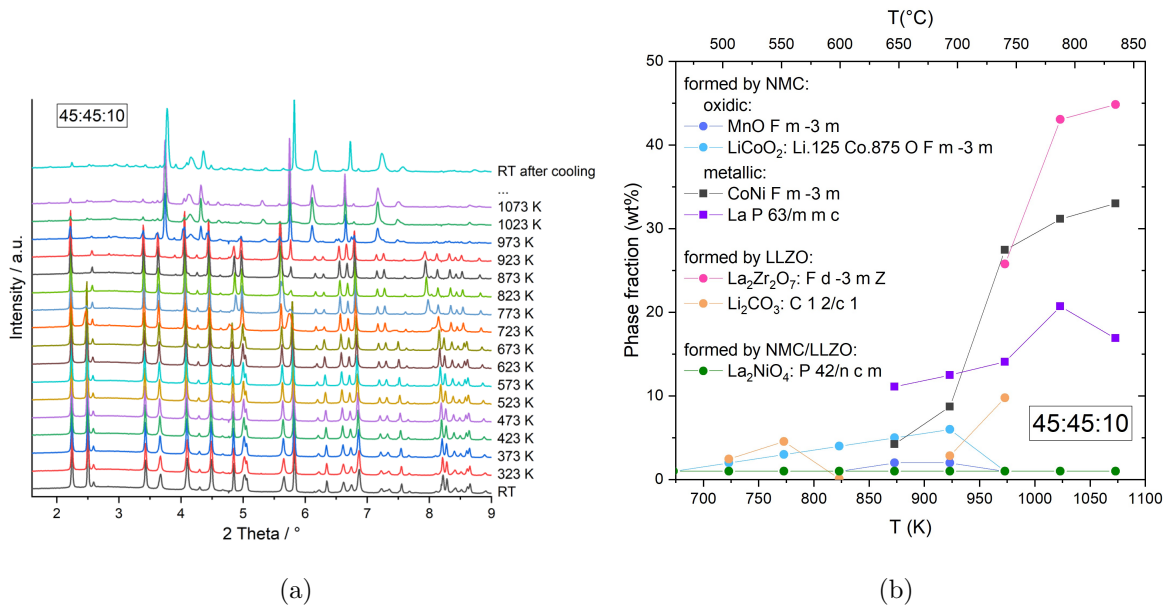 45:45:10
RT after cooling
...
1073 K
1023 K
973 K
923 K
873 K
823 K
773 K
723 K
673 K
623 K
573 K
523 K
473 K
423 K
373 K
323 K
RT
Intensity / a.u.
2 3 4 5 6 7 8 9
2 Theta / °
(a)
T(°C)
500 550 600 650 700 750 800 850
50
40
30
20
10
0
Phase fraction (wt%)
formed by NMC:
oxidic:
MnO F m -3 m
LiCoO₂: Li.125 Co.875 O F m -3 m
metallic:
CoNi F m -3 m
La P 63/m m c
formed by LLZO:
La₂Zr₂O₇: F d -3 m Z
Li₂CO₃: C 1 2/c 1
formed by NMC/LLZO:
La₂NiO₄: P 42/n c m
45:45:10
700 750 800 850 900 950 1000 1050 1100
T (K)
(b)